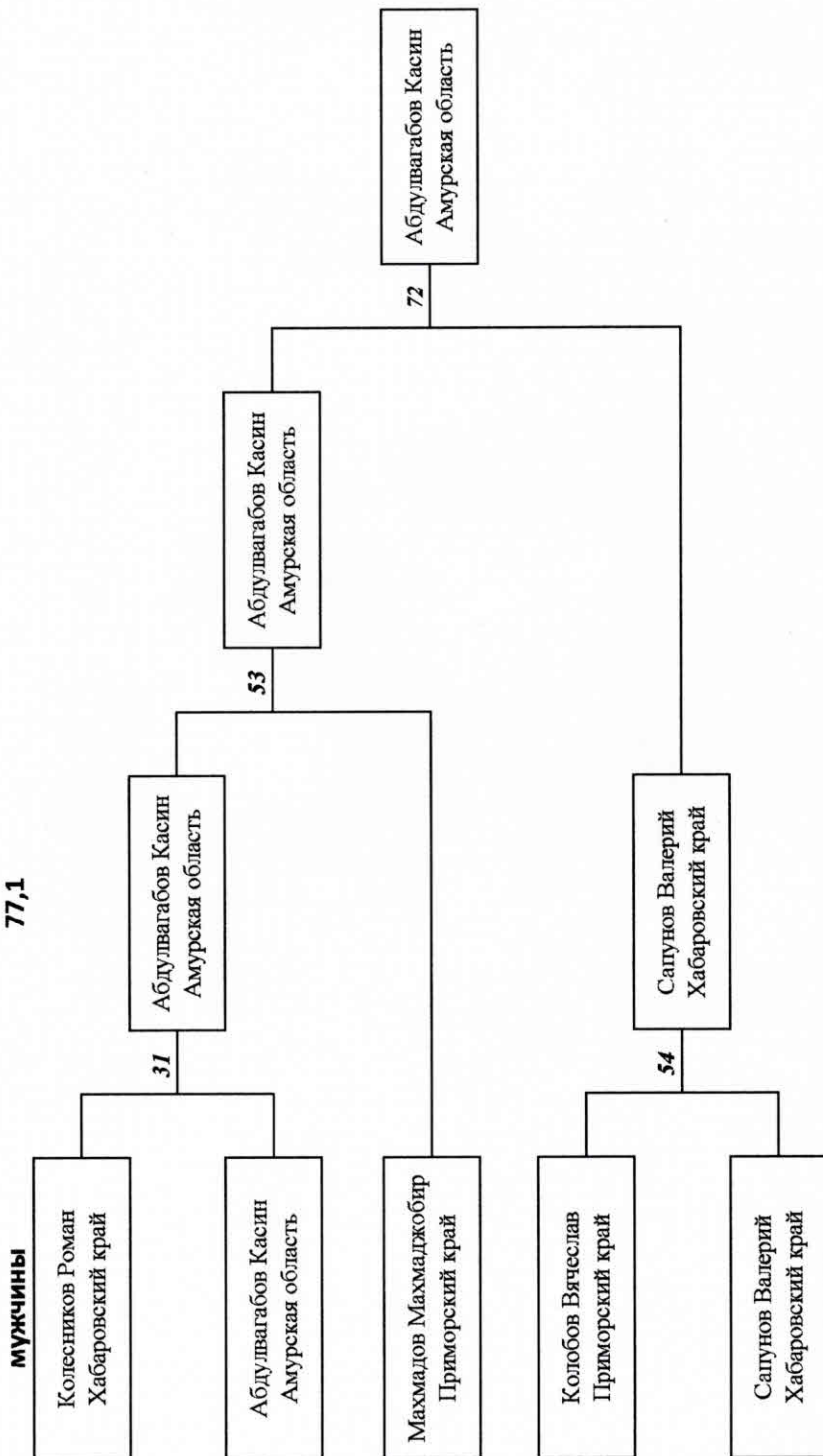 мужчины
77,1
Колесников Роман
Хабаровский край
Абдулвагабов Касин
Амурская область
31
Абдулвагабов Касин
Амурская область
Махмадов Махмаджобир
Приморский край
53
Абдулвагабов Касин
Амурская область
Колобов Вячеслав
Приморский край
Сапунов Валерий
Хабаровский край
54
Сапунов Валерий
Хабаровский край
72
Абдулвагабов Касин
Амурская область